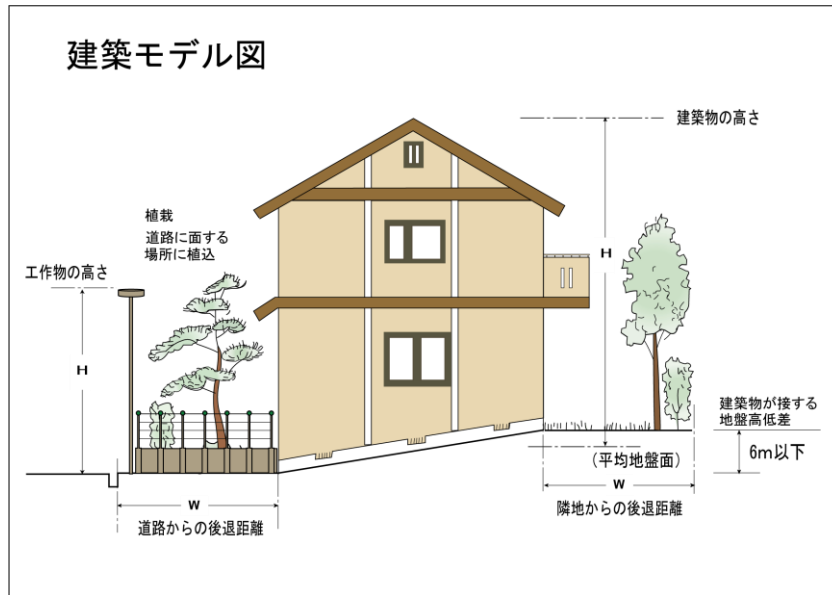 建築モデル図
建築物の高さ
植栽
道路に面する
場所に植込
工作物の高さ
H
H
建築物が接する
地盤高低差
6m以下
(平均地盤面)
W
隣地からの後退距離
W
道路からの後退距離